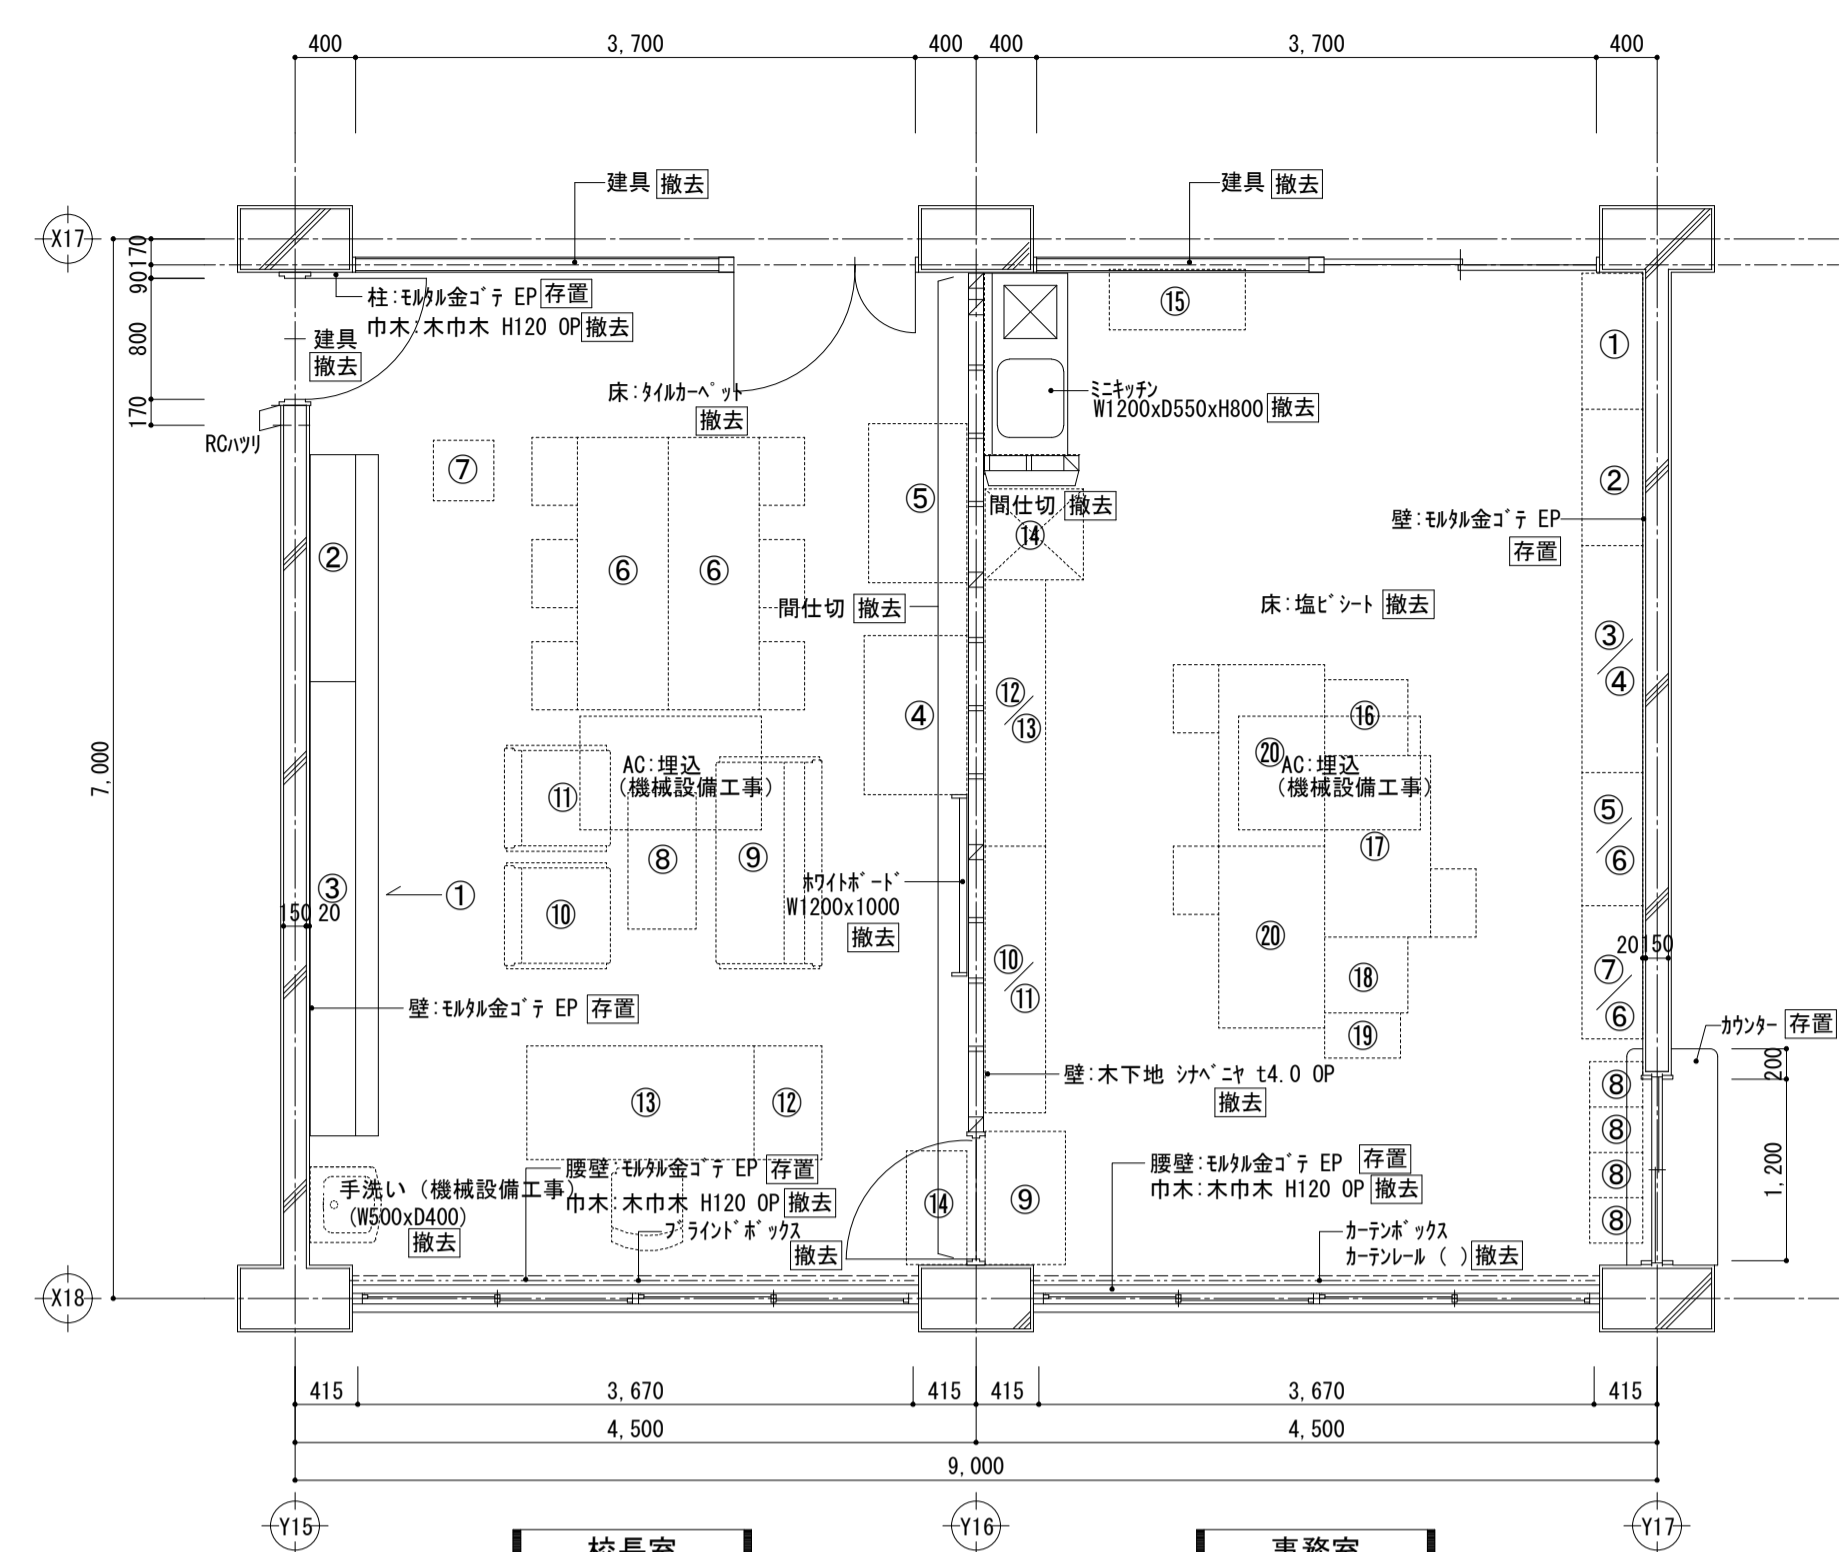 400 3,700 400 400 3,700 400
建具 撤去
建具 撤去
X17
170
90
800
170
7,000
柱:ﾓﾙﾀﾙ金ｺﾞﾃ EP 存置
巾木:木巾木 H120 OP 撤去
建具
撤去
RCﾊﾂﾘ
床:ﾀｲﾙｶｰﾍﾟｯﾄ
撤去
⑮
ﾐﾆｷｯﾁﾝ
W1200xD550xH800 撤去
①
②
⑦
②
⑤
⑥ ⑥
間仕切 撤去
⑭
壁:ﾓﾙﾀﾙ金ｺﾞﾃ EP
存置
間仕切 撤去
床:塩ﾋﾞｼｰﾄ 撤去
③
④
④
⑫
⑬
⑯
⑳
AC:埋込
(機械設備工事)
AC:埋込
(機械設備工事)
⑪
⑧
⑨
⑰
⑤
⑥
③
①
⑩
ﾎﾜｲﾄﾎﾞｰﾄﾞ
W1200x1000
撤去
150 20
⑳
20 150
⑩
⑪
⑱
⑲
⑦
⑥
壁:ﾓﾙﾀﾙ金ｺﾞﾃ EP 存置
ｶｳﾝﾀｰ 存置
壁:木下地 ｼﾅﾍﾞﾆﾔ t4.0 OP
撤去
200
1,200
⑬
⑫
⑧
⑧
⑧
⑧
腰壁:ﾓﾙﾀﾙ金ｺﾞﾃ EP 存置
巾木:木巾木 H120 OP 撤去
ﾌﾞﾗｲﾝﾄﾞﾎﾞｯｸｽ
撤去
手洗い (機械設備工事)
(W500xD400)
撤去
⑭
⑨
腰壁:ﾓﾙﾀﾙ金ｺﾞﾃ EP 存置
巾木:木巾木 H120 OP 撤去
ｶｰﾃﾝﾎﾞｯｸｽ
ｶｰﾃﾝﾚｰﾙ ( ) 撤去
X18
415 3,670 415 415 3,670 415
4,500 4,500
9,000
Y15 Y16 Y17
校長室 事務室